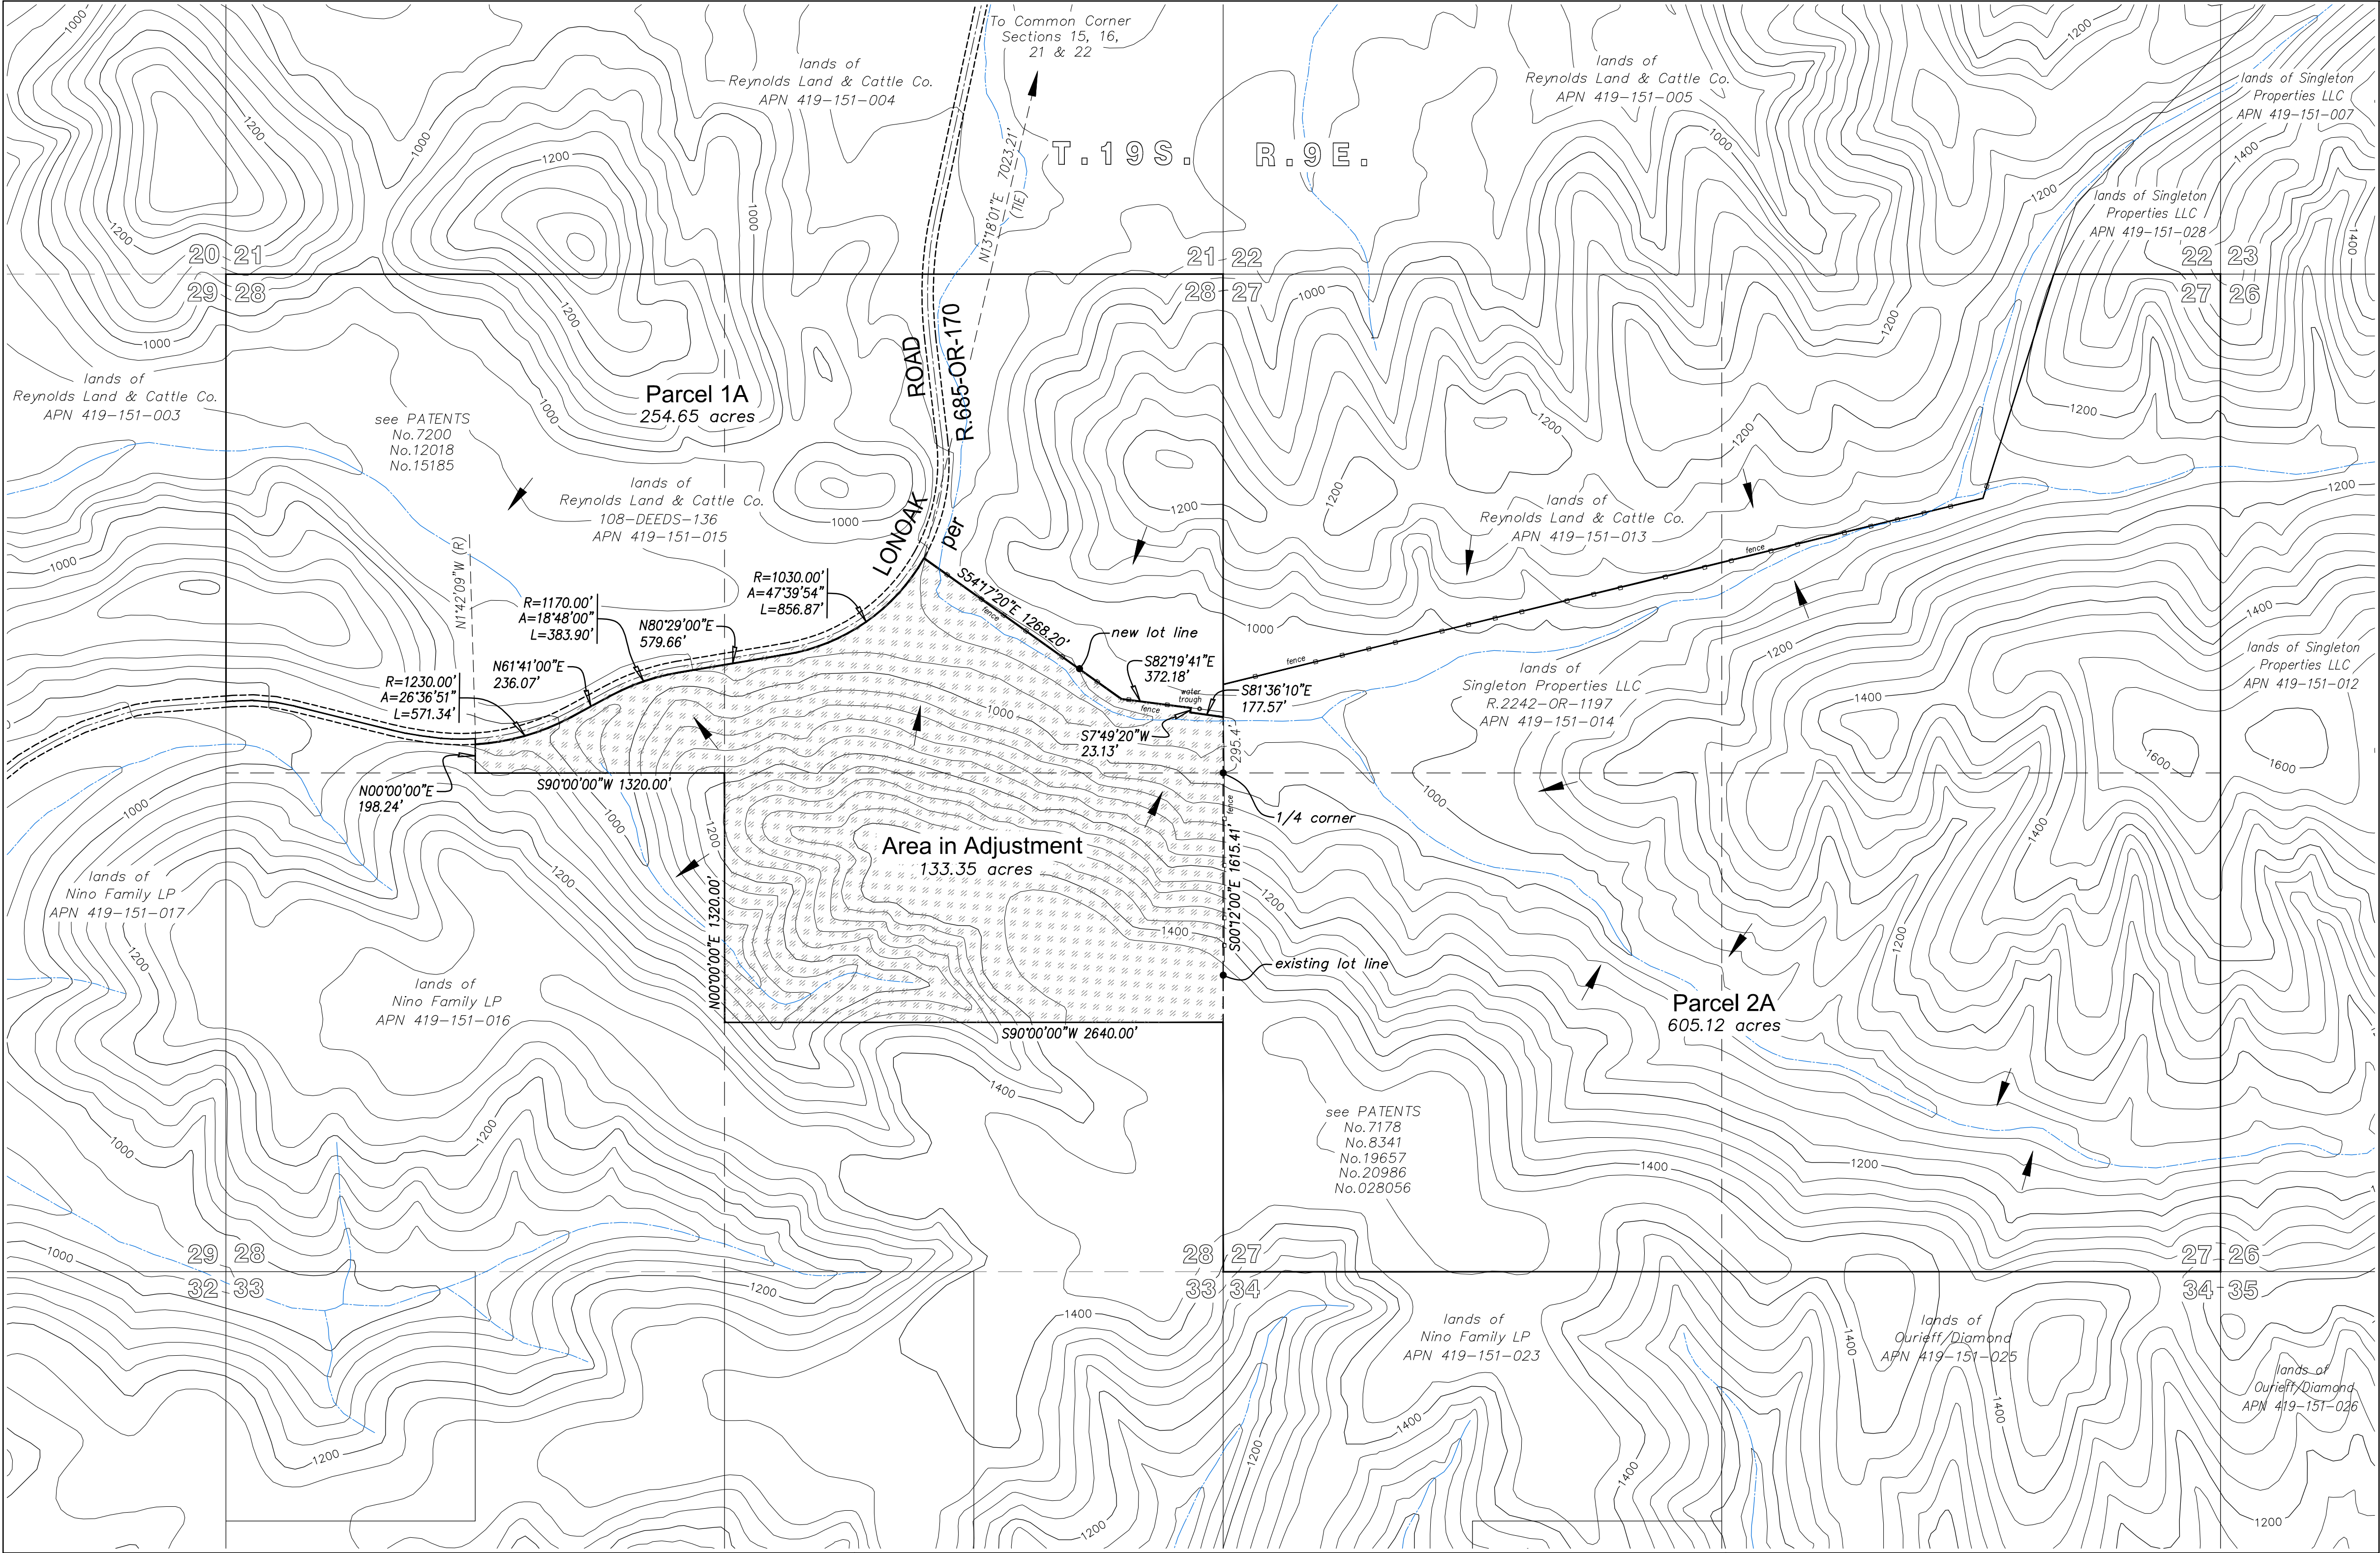 To Common Corner
Sections 15, 16,
21 & 22
lands of
Reynolds Land & Cattle Co.
APN 419-151-004
lands of
Reynolds Land & Cattle Co.
APN 419-151-005
lands of Singleton
Properties LLC
APN 419-151-007
T.19S. R.9E.
N13°18'01"E 7023.21'
(TIE)
lands of Singleton
Properties LLC
APN 419-151-028
20 21
29 28
21 22
28 27
22 23
27 26
lands of
Reynolds Land & Cattle Co.
APN 419-151-003
see PATENTS
No.7200
No.12018
No.15185
Parcel 1A
254.65 acres
lands of
Reynolds Land & Cattle Co.
108-DEEDS-136
APN 419-151-015
LONOAK ROAD
per R.685-OR-170
lands of
Reynolds Land & Cattle Co.
APN 419-151-013
N1°42'09"W (R)
R=1170.00'
A=18°48'00"
L=383.90'
R=1030.00'
A=47°39'54"
L=856.87'
N80°29'00"E
579.66'
N61°41'00"E
236.07'
R=1230.00'
A=26°36'51"
L=571.34'
N00°00'00"E
198.24'
S90°00'00"W 1320.00'
S54°17'20"E 1268.20'
fence
new lot line
S82°19'41"E
372.18'
water
trough
fence
S81°36'10"E
177.57'
S7°49'20"W
23.13'
295.4'
fence
fence
fence
1/4 corner
S00°12'00"E 1615.41'
existing lot line
lands of
Singleton Properties LLC
R.2242-OR-1197
APN 419-151-014
lands of Singleton
Properties LLC
APN 419-151-012
Area in Adjustment
133.35 acres
N00°00'00"E 1320.00'
S90°00'00"W 2640.00'
lands of
Nino Family LP
APN 419-151-017
lands of
Nino Family LP
APN 419-151-016
Parcel 2A
605.12 acres
see PATENTS
No.7178
No.8341
No.19657
No.20986
No.028056
29 28
32 33
28 27
33 34
27 26
34 35
lands of
Nino Family LP
APN 419-151-023
lands of
Ourieff/Diamond
APN 419-151-025
lands of
Ourieff/Diamond
APN 419-151-026
1000
1200
1400
1600
1600